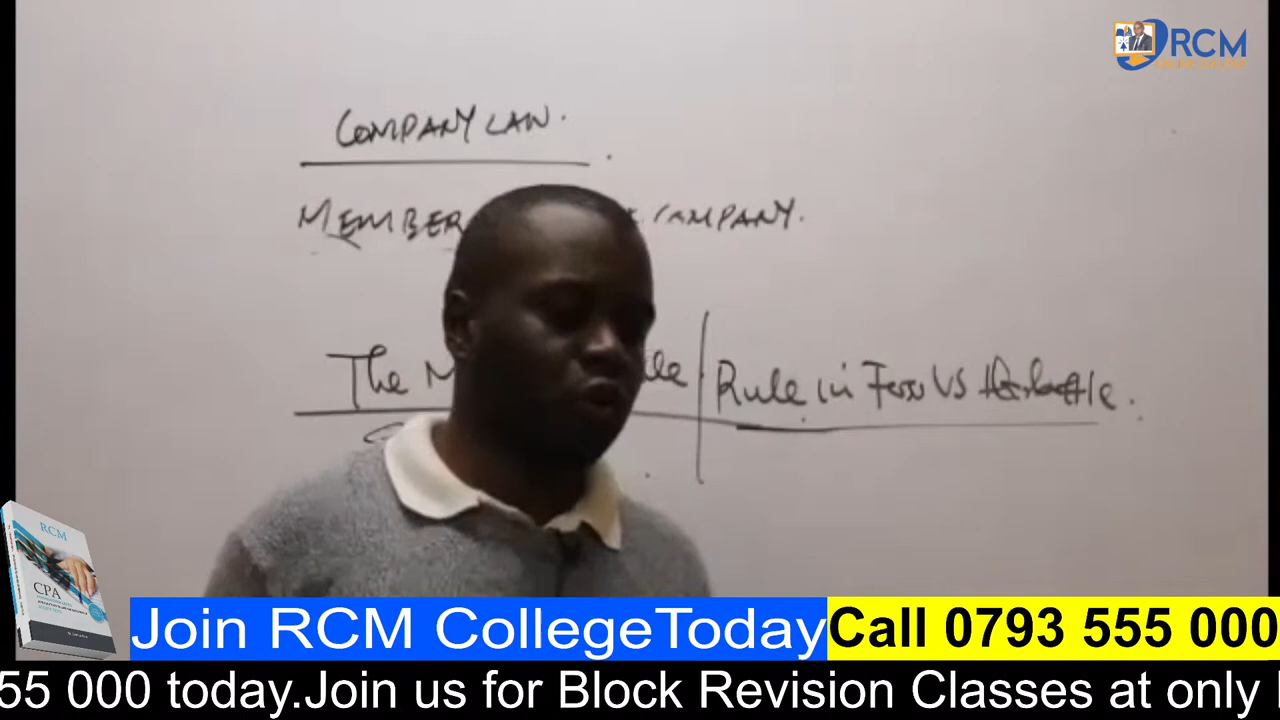 RCM
COMPANY LAW.
MEMBER COMPANY.
The M
Rule in Foss VS Harbottle.
RCM
CPA
Join RCM CollegeToday
Call 0793 555 000
55 000 today.Join us for Block Revision Classes at only